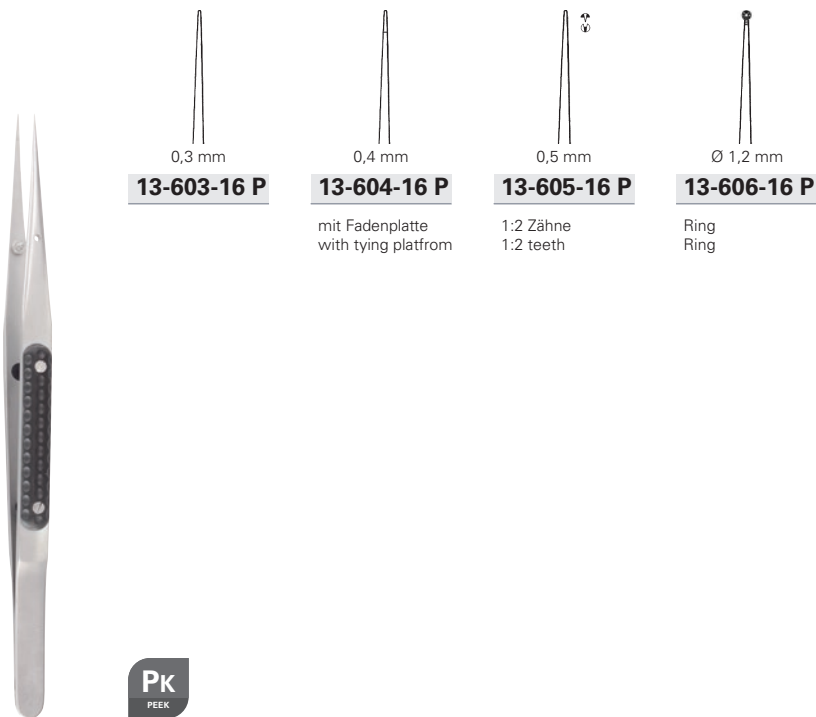 0,3 mm
13-603-16 P
0,4 mm
13-604-16 P
mit Fadenplatte
with tying platfrom
0,5 mm
13-605-16 P
1:2 Zähne
1:2 teeth
Ø 1,2 mm
13-606-16 P
Ring
Ring
PK
PEEK